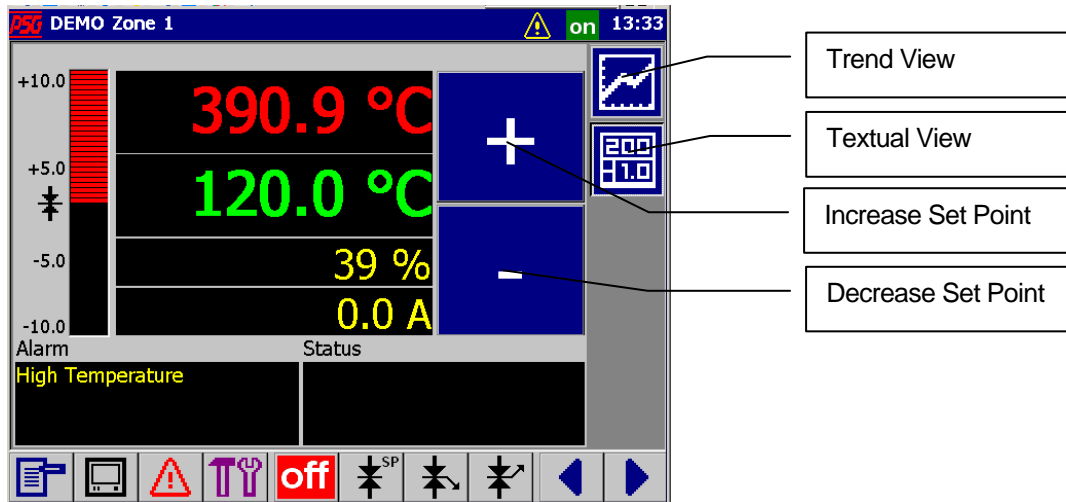 PSG DEMO Zone 1 on 13:33
+10.0
390.9 °C
+5.0
120.0 °C
-5.0
39 %
-10.0
0.0 A
+
-
200
1.0
Trend View
Textual View
Increase Set Point
Decrease Set Point
Alarm Status
High Temperature
off SP